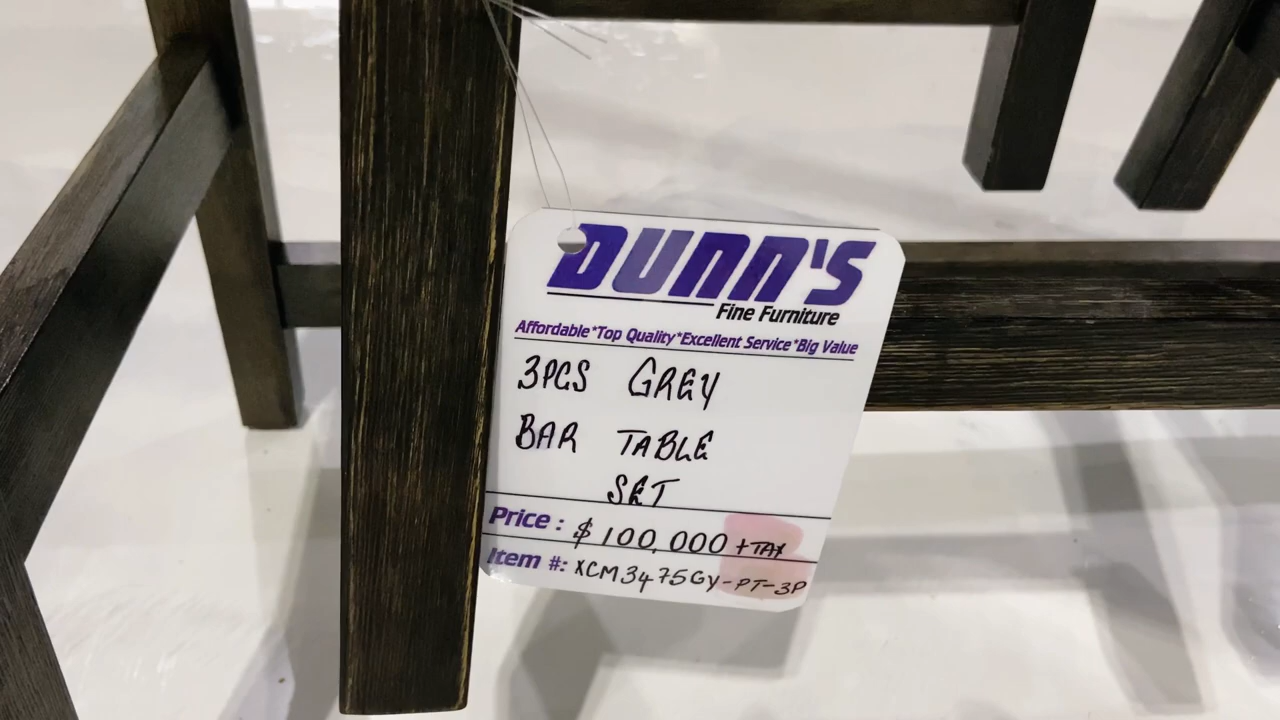 DUNN'S
Fine Furniture
Affordable*Top Quality*Excellent Service*Big Value
3PCS GREY
BAR TABLE
SET
Price : $100,000 +TAX
Item #: XCM3475GY-PT-3P